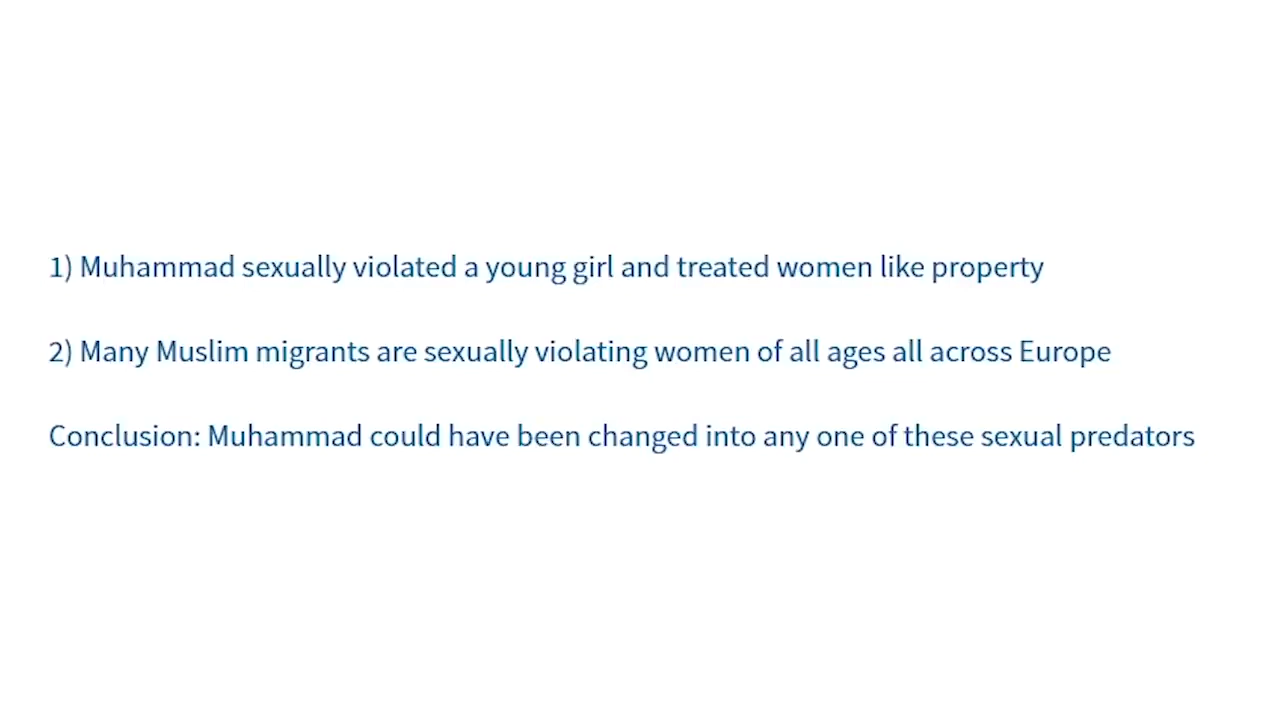 1) Muhammad sexually violated a young girl and treated women like property
2) Many Muslim migrants are sexually violating women of all ages all across Europe
Conclusion: Muhammad could have been changed into any one of these sexual predators